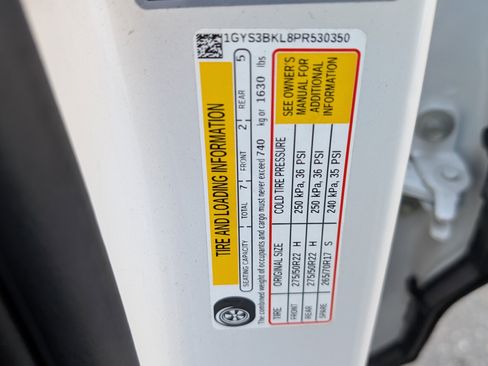 1GYS3BKL8PR530350
TIRE AND LOADING INFORMATION
SEATING CAPACITY TOTAL 7 FRONT 2 REAR 5
The combined weight of occupants and cargo must never exceed 740 kg or 1630 lbs
TIRE ORIGINAL SIZE COLD TIRE PRESSURE
FRONT 275/50R22 H 250 kPa, 36 PSI
REAR 275/50R22 H 250 kPa, 36 PSI
SPARE 265/70R17 S 240 kPa, 35 PSI
SEE OWNER'S
MANUAL FOR
ADDITIONAL
INFORMATION